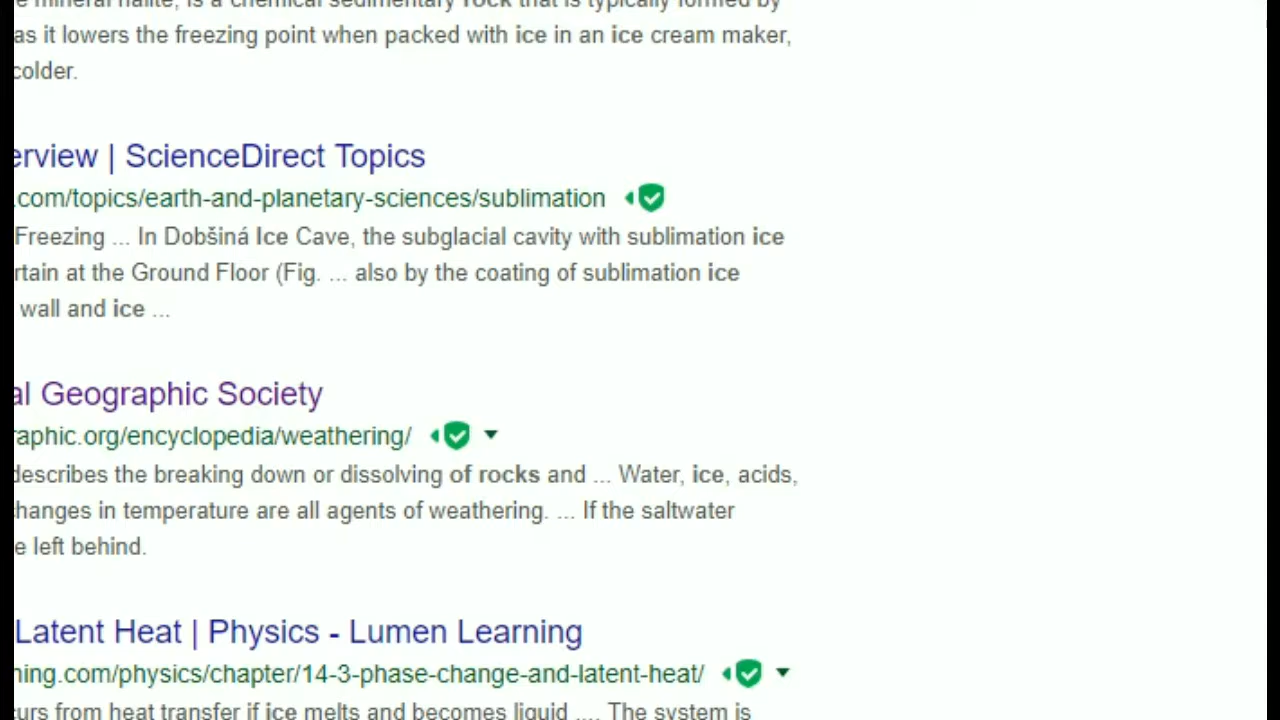 e mineral halite, is a chemical sedimentary rock that is typically formed by
as it lowers the freezing point when packed with ice in an ice cream maker,
colder.
erview | ScienceDirect Topics
.com/topics/earth-and-planetary-sciences/sublimation
Freezing ... In Dobšiná Ice Cave, the subglacial cavity with sublimation ice
rtain at the Ground Floor (Fig. ... also by the coating of sublimation ice
wall and ice ...
al Geographic Society
raphic.org/encyclopedia/weathering/
describes the breaking down or dissolving of rocks and ... Water, ice, acids,
hanges in temperature are all agents of weathering. ... If the saltwater
e left behind.
Latent Heat | Physics - Lumen Learning
ning.com/physics/chapter/14-3-phase-change-and-latent-heat/
curs from heat transfer if ice melts and becomes liquid .... The system is